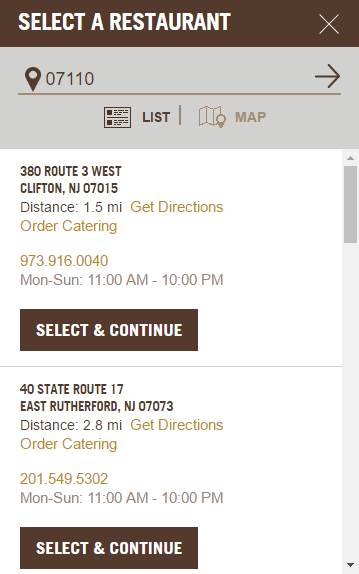 SELECT A RESTAURANT
07110
LIST | MAP
380 ROUTE 3 WEST
CLIFTON, NJ 07015
Distance: 1.5 mi Get Directions
Order Catering
973.916.0040
Mon-Sun: 11:00 AM - 10:00 PM
SELECT & CONTINUE
40 STATE ROUTE 17
EAST RUTHERFORD, NJ 07073
Distance: 2.8 mi Get Directions
Order Catering
201.549.5302
Mon-Sun: 11:00 AM - 10:00 PM
SELECT & CONTINUE